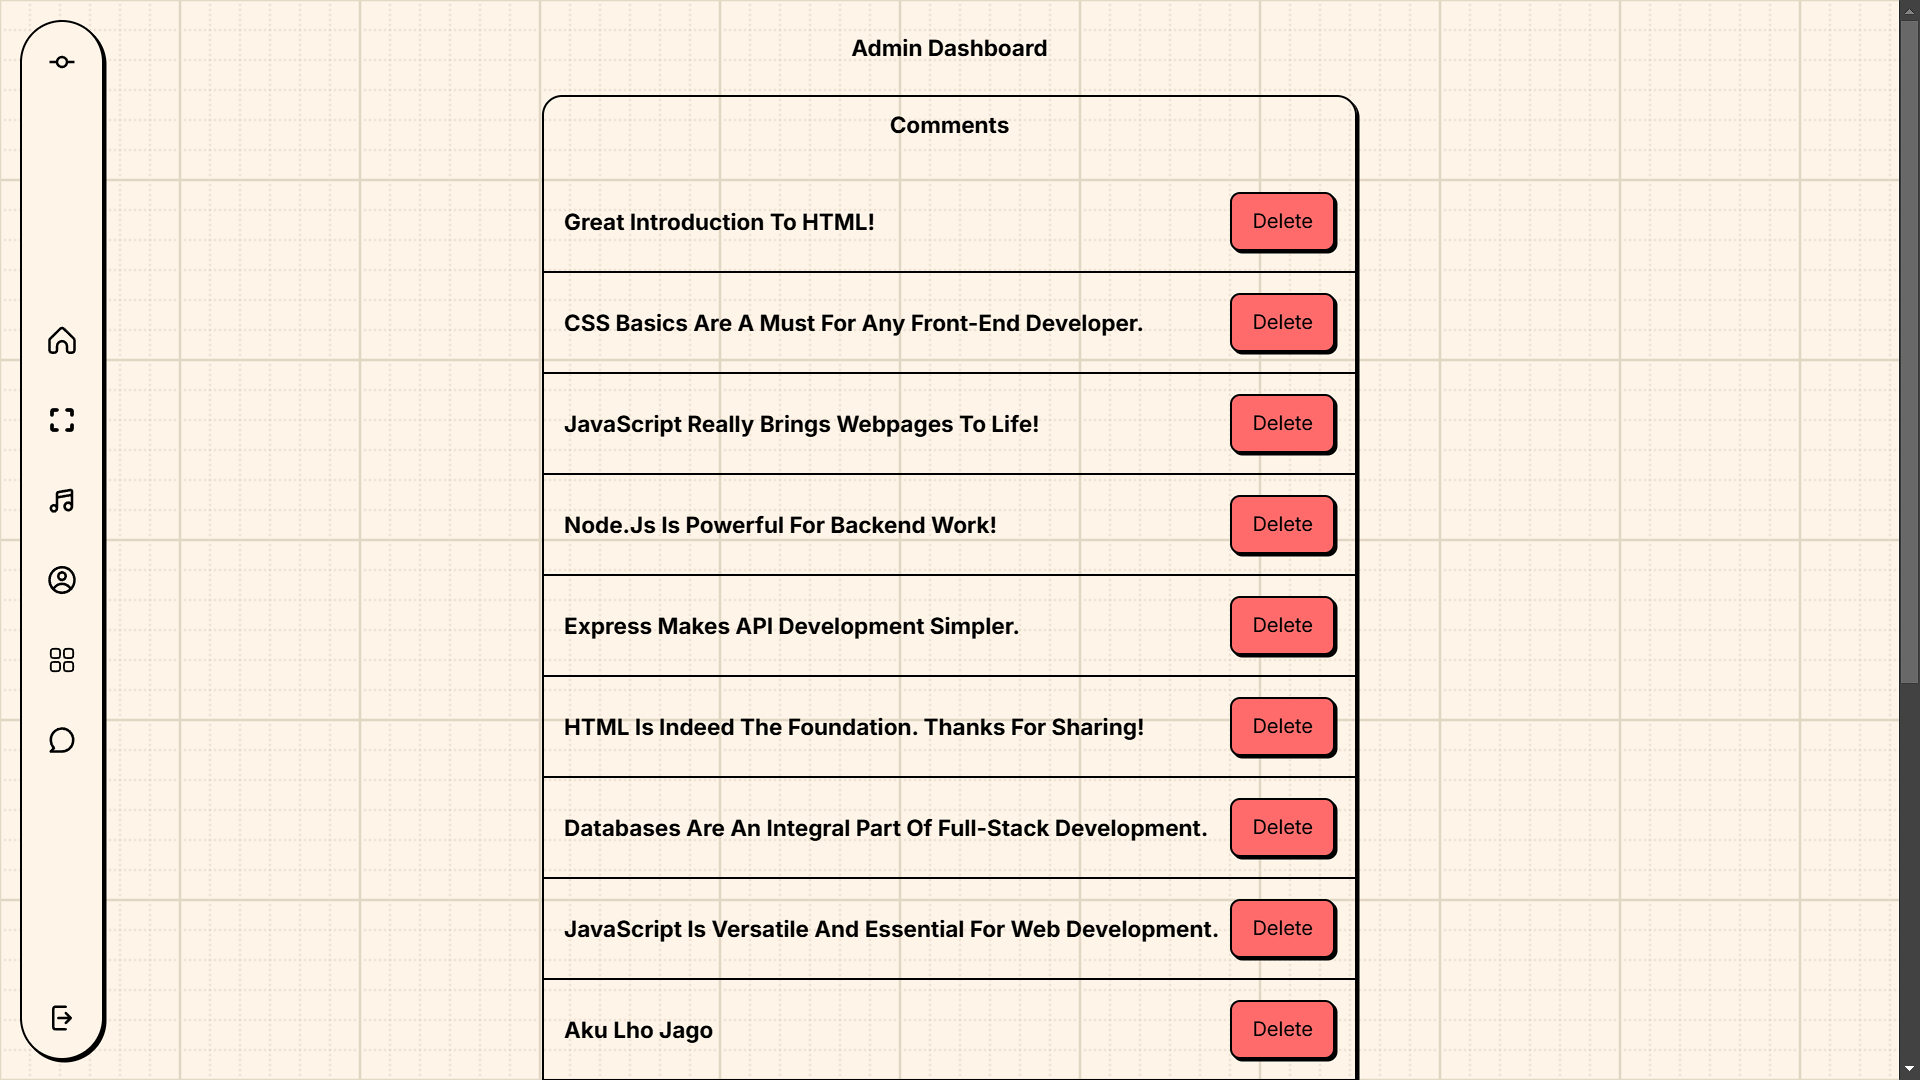 Admin Dashboard
Comments
Great Introduction To HTML!
Delete
CSS Basics Are A Must For Any Front-End Developer.
Delete
JavaScript Really Brings Webpages To Life!
Delete
Node.Js Is Powerful For Backend Work!
Delete
Express Makes API Development Simpler.
Delete
HTML Is Indeed The Foundation. Thanks For Sharing!
Delete
Databases Are An Integral Part Of Full-Stack Development.
Delete
JavaScript Is Versatile And Essential For Web Development.
Delete
Aku Lho Jago
Delete